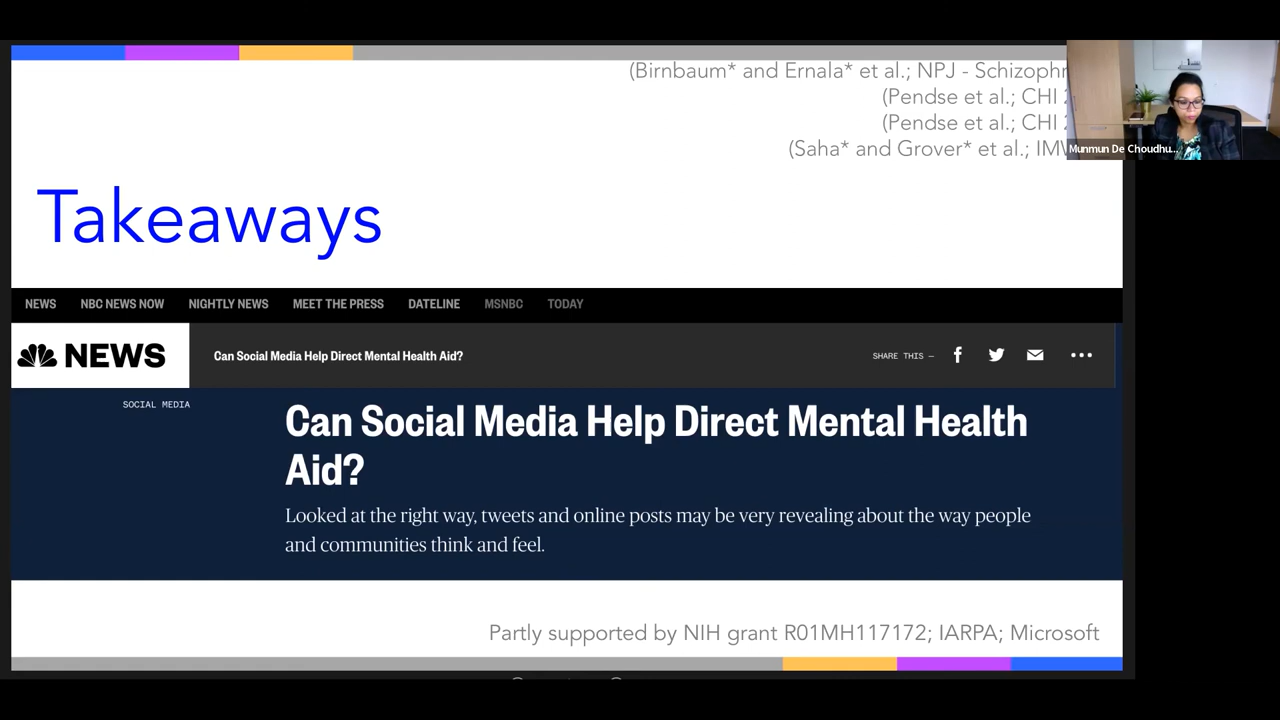 (Birnbaum* and Ernala* et al.; NPJ - Schizophr
(Pendse et al.; CHI
(Pendse et al.; CHI
(Saha* and Grover* et al.;
Munmun De Choudhu...
Takeaways
NEWS NBC NEWS NOW NIGHTLY NEWS MEET THE PRESS DATELINE MSNBC TODAY
NEWS Can Social Media Help Direct Mental Health Aid? SHARE THIS —
SOCIAL MEDIA
Can Social Media Help Direct Mental Health
Aid?
Looked at the right way, tweets and online posts may be very revealing about the way people
and communities think and feel.
Partly supported by NIH grant R01MH117172; IARPA; Microsoft